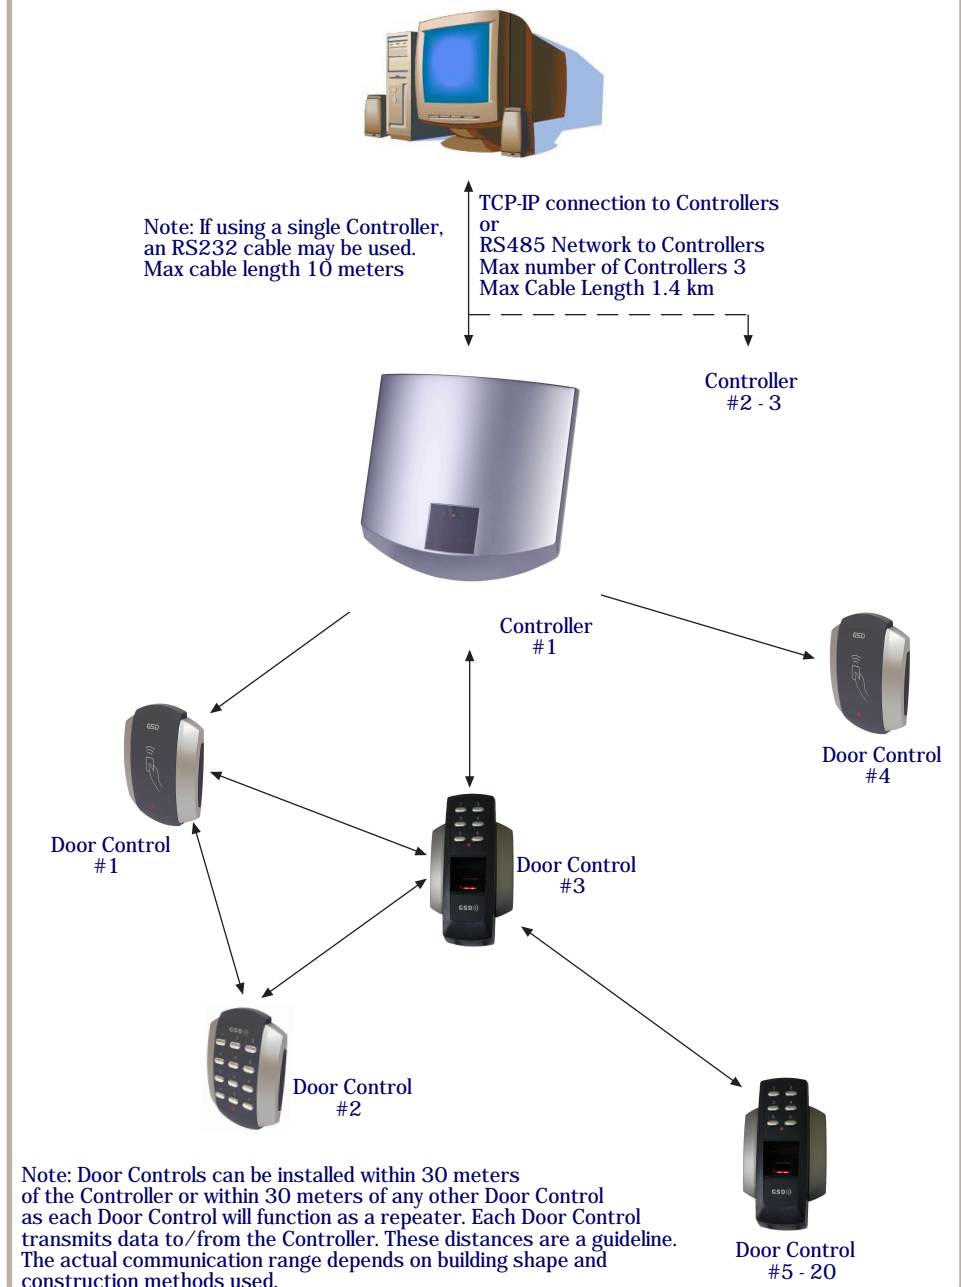 Note: If using a single Controller,
an RS232 cable may be used.
Max cable length 10 meters
TCP-IP connection to Controllers
or
RS485 Network to Controllers
Max number of Controllers 3
Max Cable Length 1.4 km
Controller
#2 - 3
Controller
#1
GSD
Door Control
#4
GSD
Door Control
#1
GSD
Door Control
#3
GSD
Door Control
#2
GSD
Door Control
#5 - 20
Note: Door Controls can be installed within 30 meters
of the Controller or within 30 meters of any other Door Control
as each Door Control will function as a repeater. Each Door Control
transmits data to/from the Controller. These distances are a guideline.
The actual communication range depends on building shape and
construction methods used.